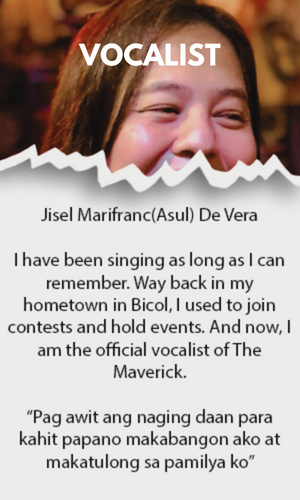 VOCALIST
Jisel Marifranc(Asul) De Vera
I have been singing as long as I can
remember. Way back in my
hometown in Bicol, I used to join
contests and hold events. And now, I
am the official vocalist of The
Maverick.
“Pag awit ang naging daan para
kahit papano makabangon ako at
makatulong sa pamilya ko”